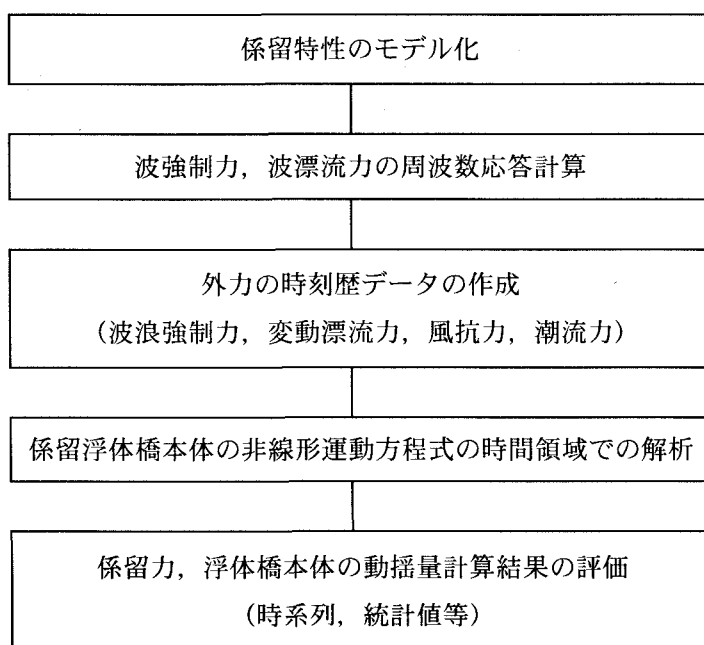 係留特性のモデル化
波強制力，波漂流力の周波数応答計算
外力の時刻歴データの作成
（波浪強制力，変動漂流力，風抗力，潮流力）
係留浮体橋本体の非線形運動方程式の時間領域での解析
係留力，浮体橋本体の動揺量計算結果の評価
（時系列，統計値等）